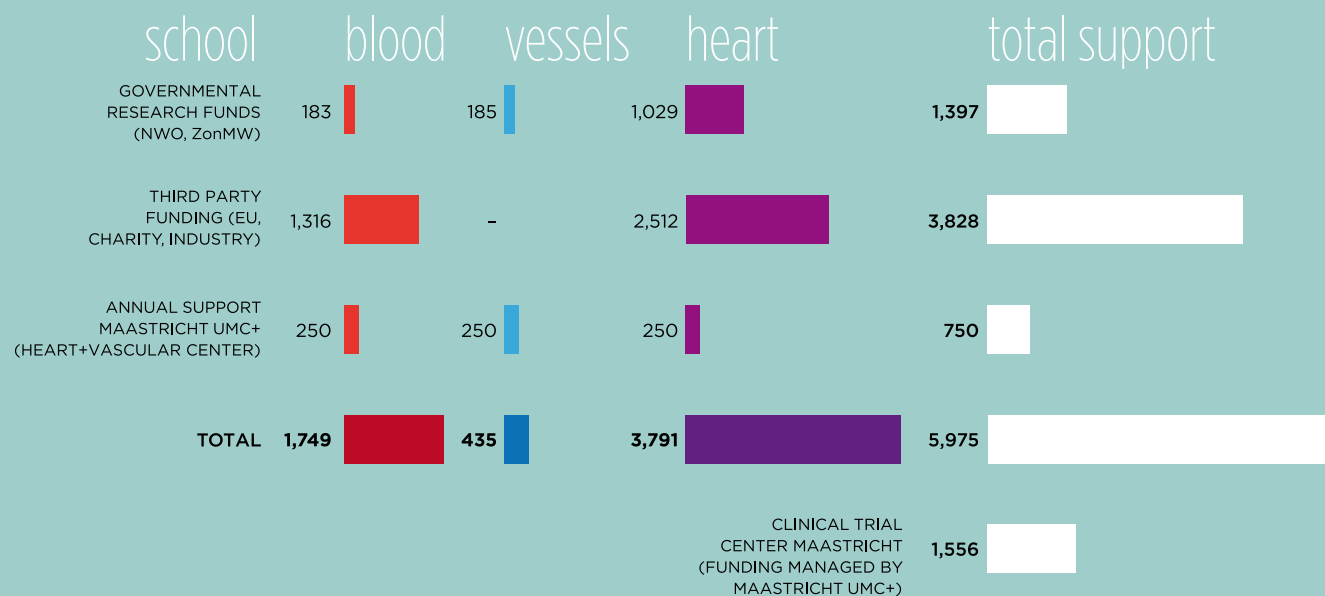 school blood vessels heart total support
GOVERNMENTAL
RESEARCH FUNDS
(NWO, ZonMW)
183 185 1,029 1,397
THIRD PARTY
FUNDING (EU,
CHARITY, INDUSTRY)
1,316 – 2,512 3,828
ANNUAL SUPPORT
MAASTRICHT UMC+
(HEART+VASCULAR CENTER)
250 250 250 750
TOTAL 1,749 435 3,791 5,975
CLINICAL TRIAL
CENTER MAASTRICHT
(FUNDING MANAGED BY
MAASTRICHT UMC+)
1,556